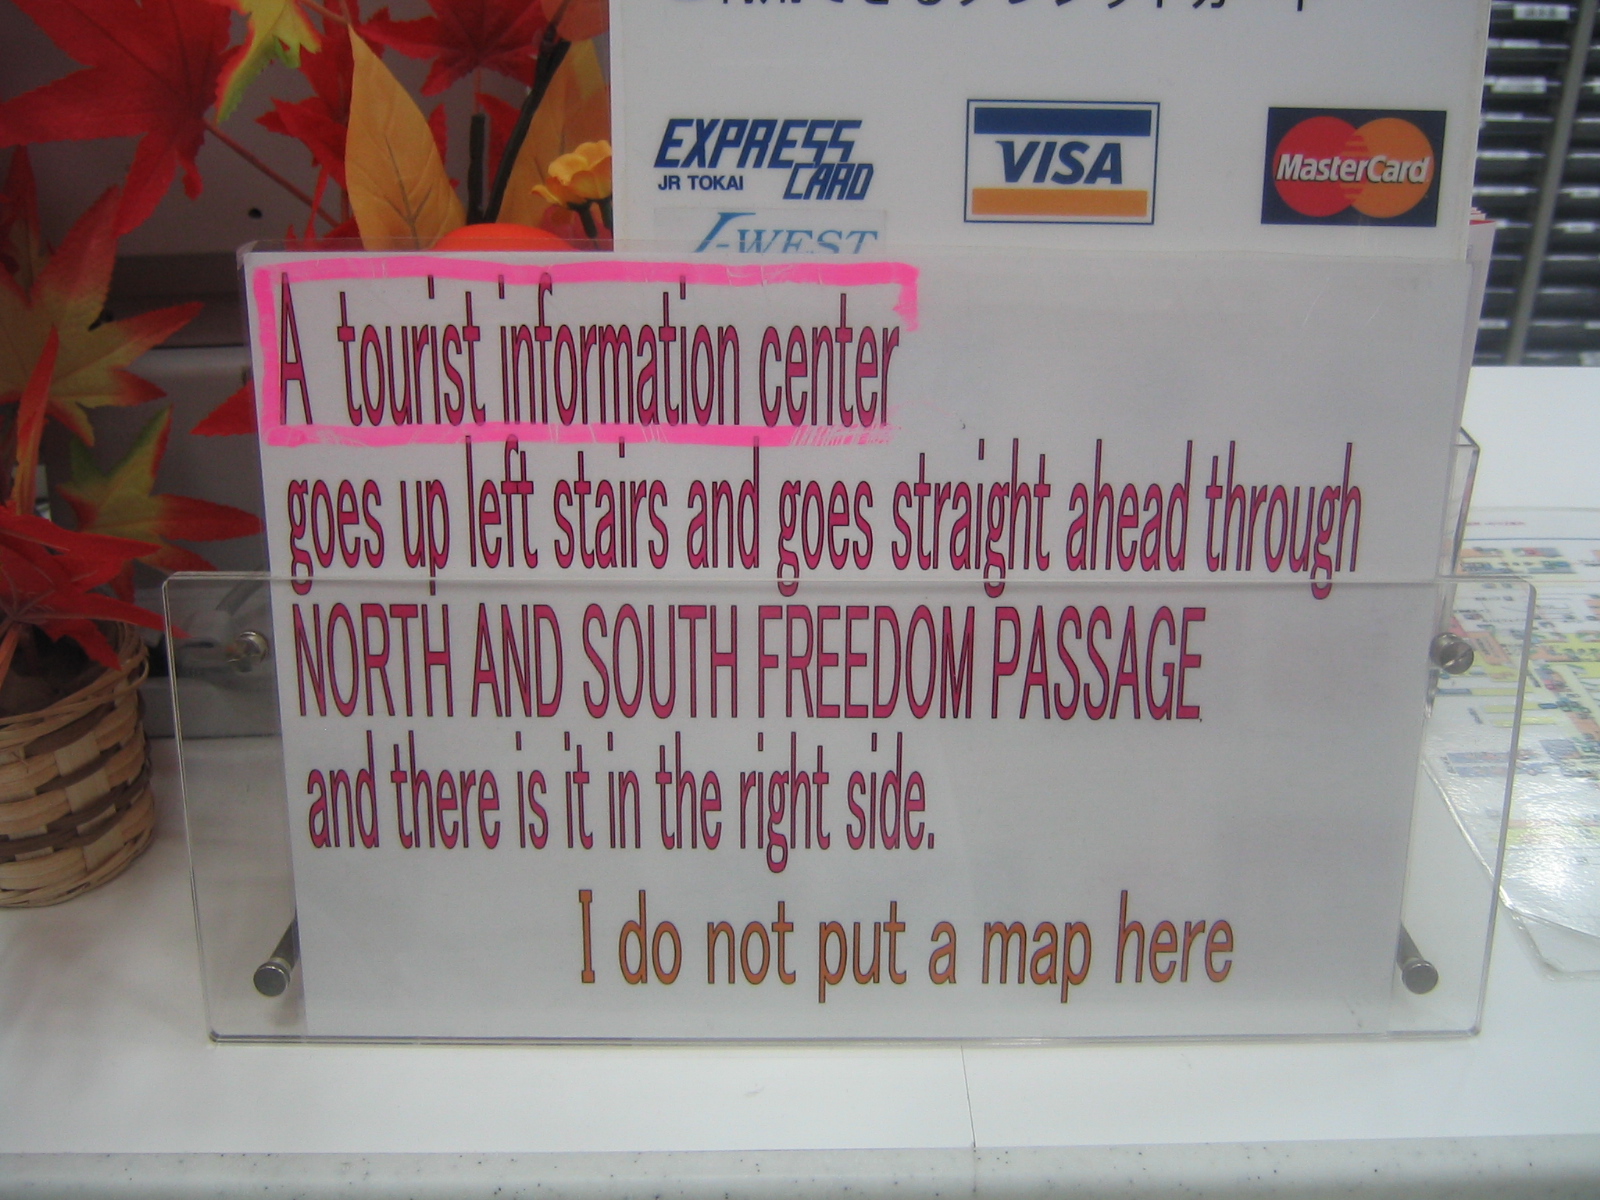 EXPRESS CARD
JR TOKAI
VISA
MasterCard
J-WEST
A tourist information center
goes up left stairs and goes straight ahead through
NORTH AND SOUTH FREEDOM PASSAGE
and there is it in the right side.
I do not put a map here